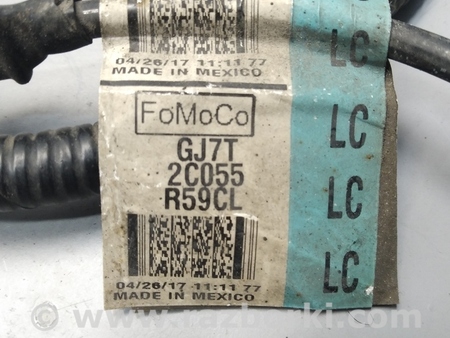 04/26/17 11:11 77
MADE IN MEXICO
FoMoCo
GJ7T
2C055
R59CL
04/26/17 11:11 77
MADE IN MEXICO
LC
LC
LC
LC
© www.razborki.com